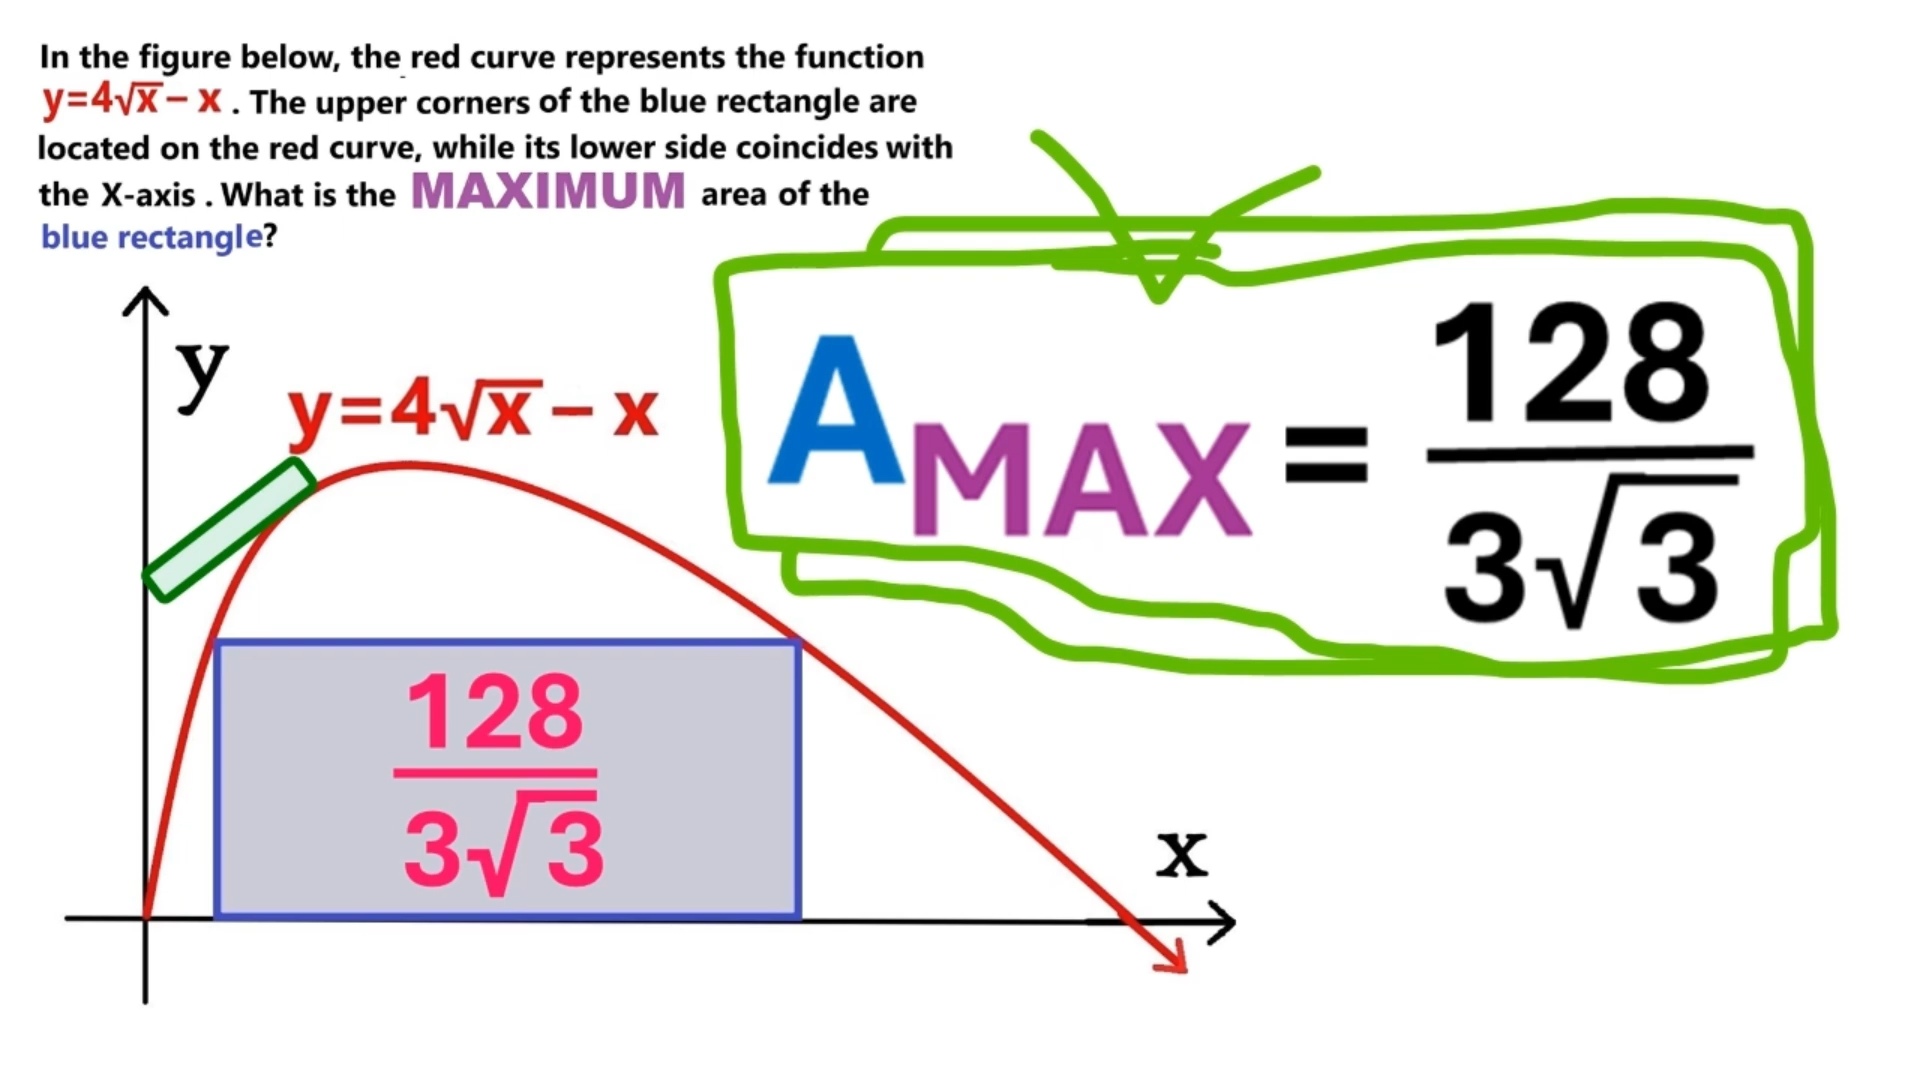 In the figure below, the red curve represents the function
y=4√x − x . The upper corners of the blue rectangle are
located on the red curve, while its lower side coincides with
the X-axis . What is the MAXIMUM area of the
blue rectangle?
y
y=4√x − x
A MAX = 128
3√3
128
3√3
x